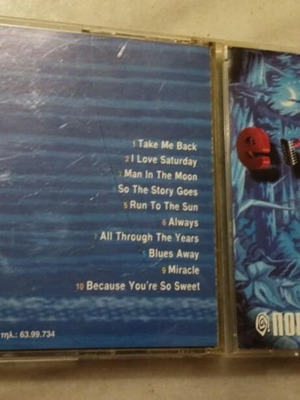 1 Take Me Back
2 I Love Saturday
3 Man In The Moon
4 So The Story Goes
5 Run To The Sun
6 Always
7 All Through The Years
8 Blues Away
9 Miracle
10 Because You're So Sweet
τηλ.: 63.99.734